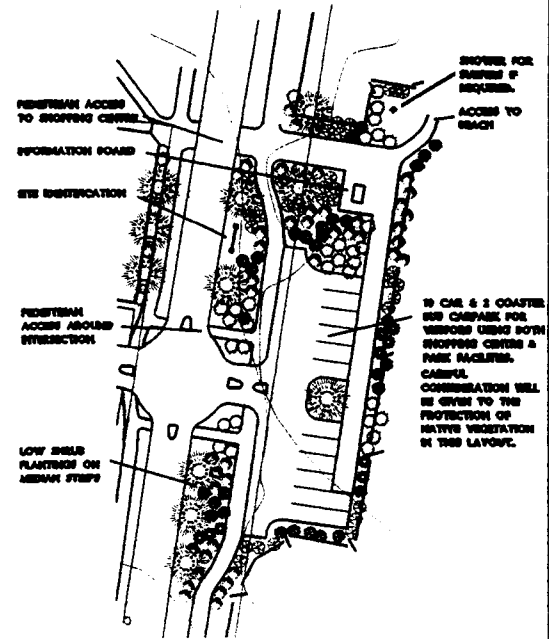 SHOWER FOR
SURFERS IF
REQUIRED.
ACCESS TO
BEACH
PEDESTRIAN ACCESS
TO SHOPPING CENTRE
INFORMATION BOARD
SITE IDENTIFICATION
PEDESTRIAN
ACCESS AROUND
INTERSECTION
LOW SHRUB
PLANTINGS ON
MEDIAN STRIPS
CAR & 2 COASTER
BUS CARPARK FOR
VISITORS USING BOTH
SHOPPING CENTRE &
PARK FACILITIES.
CAREFUL
CONSIDERATION WILL
BE GIVEN TO THE
PROTECTION OF
NATIVE VEGETATION
IN THIS LAYOUT.